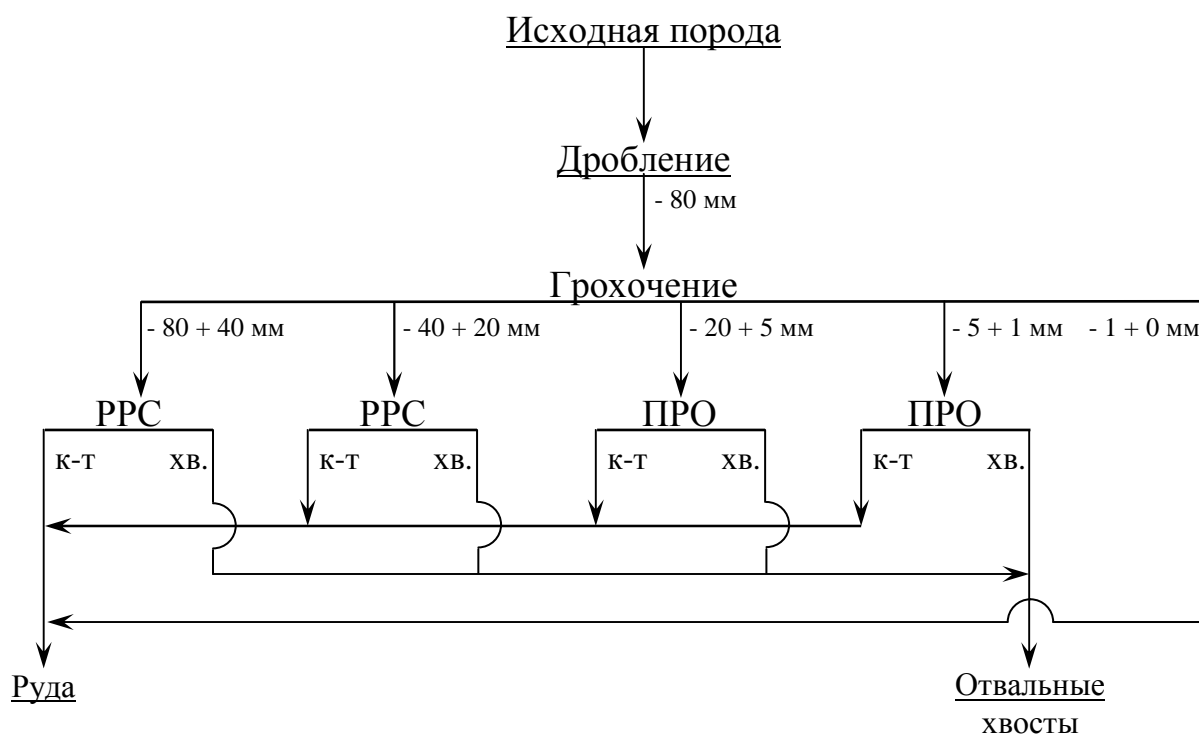 Исходная порода
Дробление
- 80 мм
Грохочение
- 80 + 40 мм
- 40 + 20 мм
- 20 + 5 мм
- 5 + 1 мм
- 1 + 0 мм
РРС
РРС
ПРО
ПРО
к-т
хв.
к-т
хв.
к-т
хв.
к-т
хв.
Руда
Отвальные
хвосты